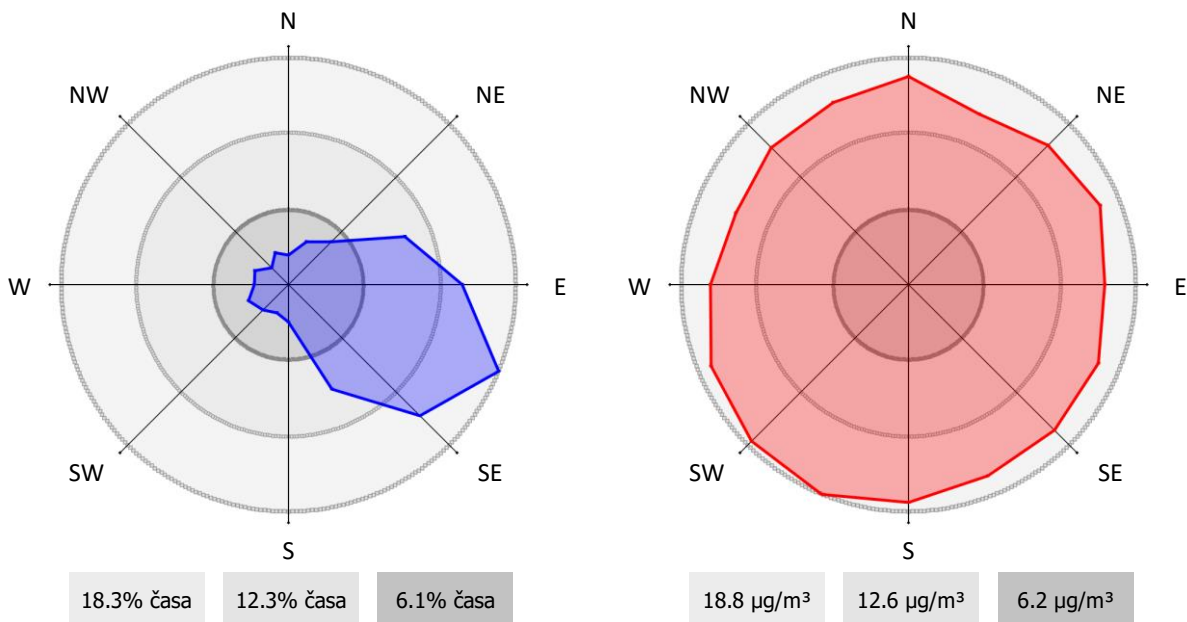 N
NW
NE
W
E
SW
SE
S
18.3% časa
12.3% časa
6.1% časa
N
NW
NE
W
E
SW
SE
S
18.8 µg/m³
12.6 µg/m³
6.2 µg/m³